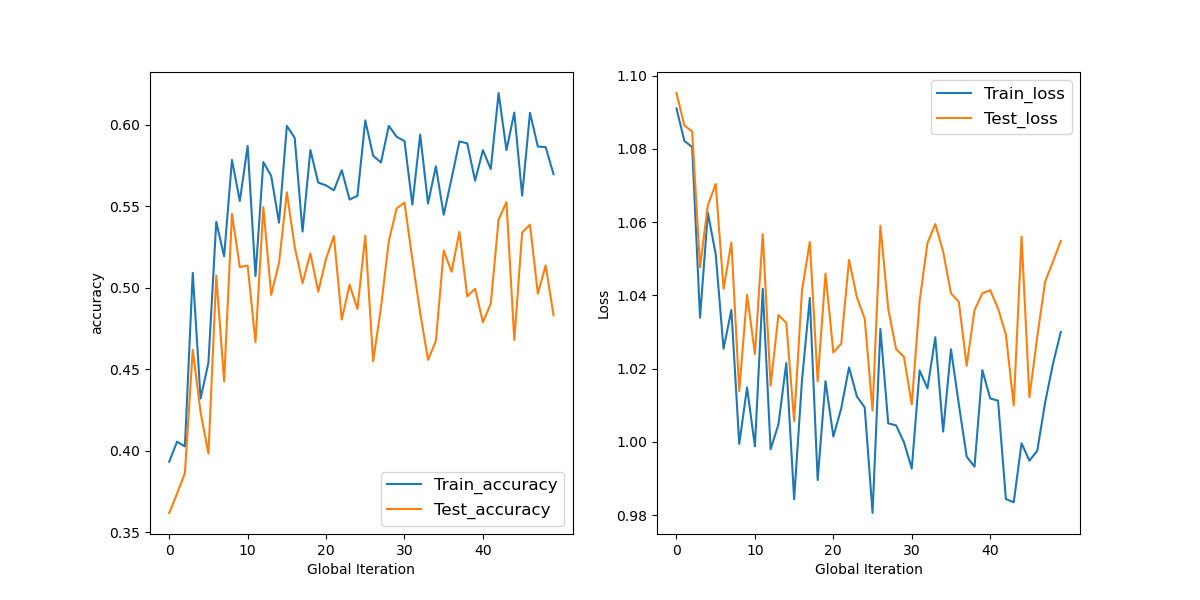 0.60
0.55
0.50
0.45
0.40
0.35
accuracy
0
10
20
30
40
Global Iteration
Train_accuracy
Test_accuracy
1.10
1.08
1.06
1.04
1.02
1.00
0.98
Loss
0
10
20
30
40
Global Iteration
Train_loss
Test_loss